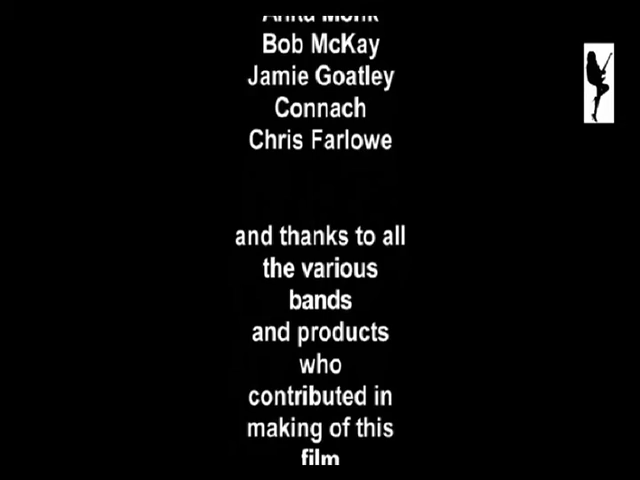 Bob McKay
Jamie Goatley
Connach
Chris Farlowe
and thanks to all
the various
bands
and products
who
contributed in
making of this
film